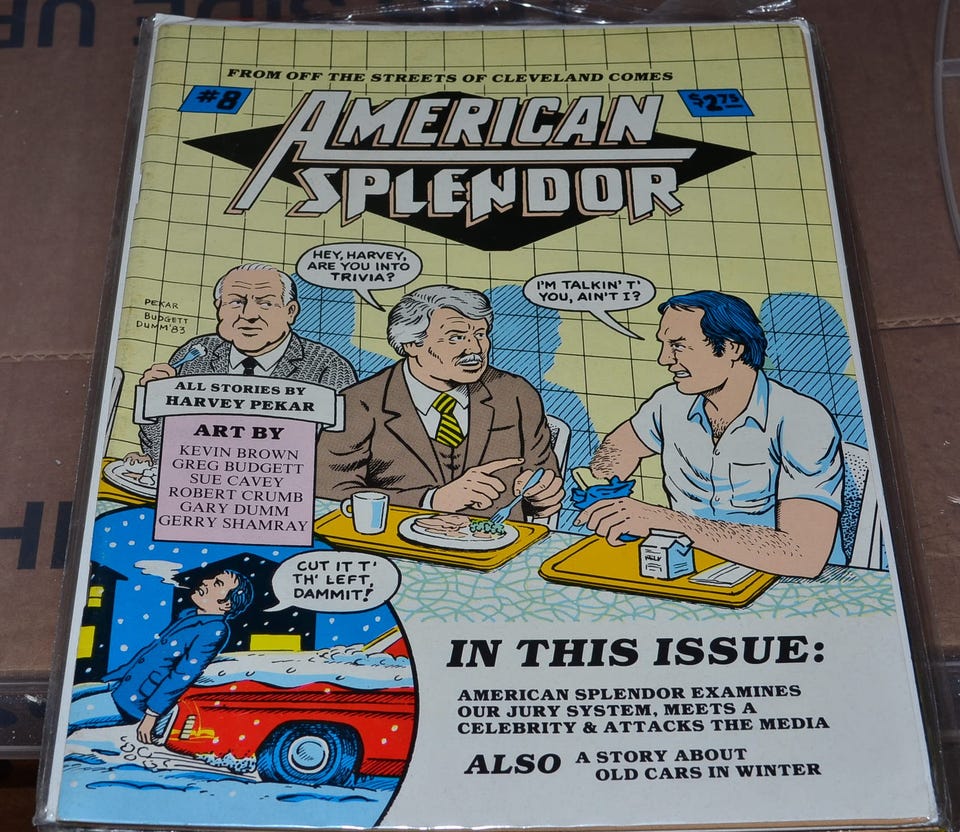 SIDE UP
FROM OFF THE STREETS OF CLEVELAND COMES
#8
$2.75
AMERICAN
SPLENDOR
HEY, HARVEY,
ARE YOU INTO
TRIVIA?
I'M TALKIN' T'
YOU, AIN'T I?
PEKAR
BUDGETT
DUMM '83
ALL STORIES BY
HARVEY PEKAR
ART BY
KEVIN BROWN
GREG BUDGETT
SUE CAVEY
ROBERT CRUMB
GARY DUMM
GERRY SHAMRAY
MILK
CUT IT T'
TH' LEFT,
DAMMIT!
IN THIS ISSUE:
AMERICAN SPLENDOR EXAMINES
OUR JURY SYSTEM, MEETS A
CELEBRITY & ATTACKS THE MEDIA
ALSO A STORY ABOUT
OLD CARS IN WINTER